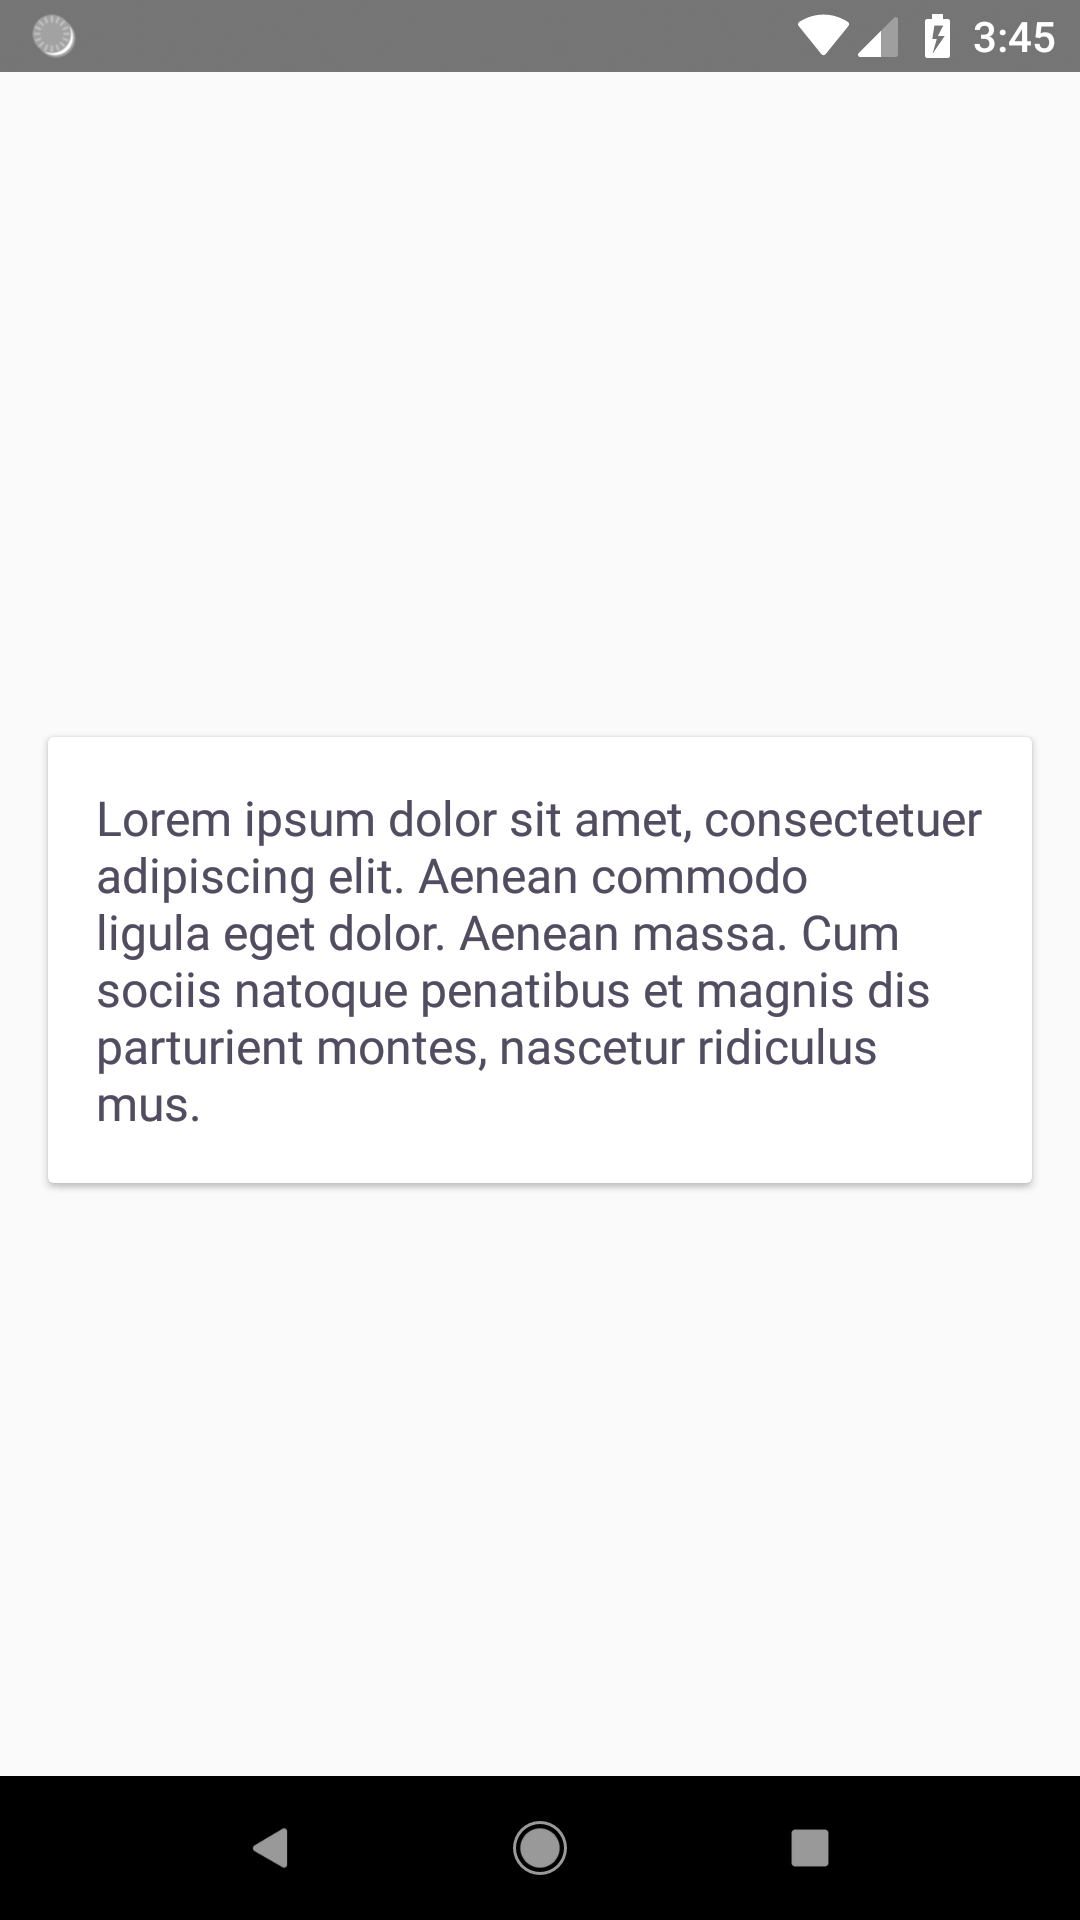 3:45
Lorem ipsum dolor sit amet, consectetuer
adipiscing elit. Aenean commodo
ligula eget dolor. Aenean massa. Cum
sociis natoque penatibus et magnis dis
parturient montes, nascetur ridiculus
mus.